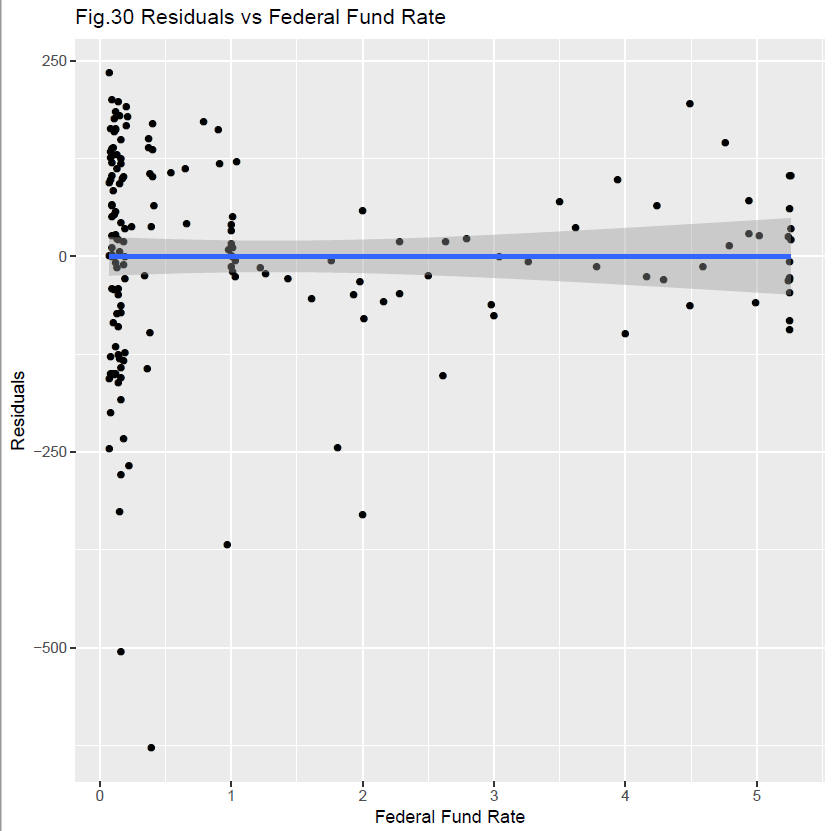 Fig.30 Residuals vs Federal Fund Rate
250
0
−250
−500
Residuals
0 1 2 3 4 5
Federal Fund Rate